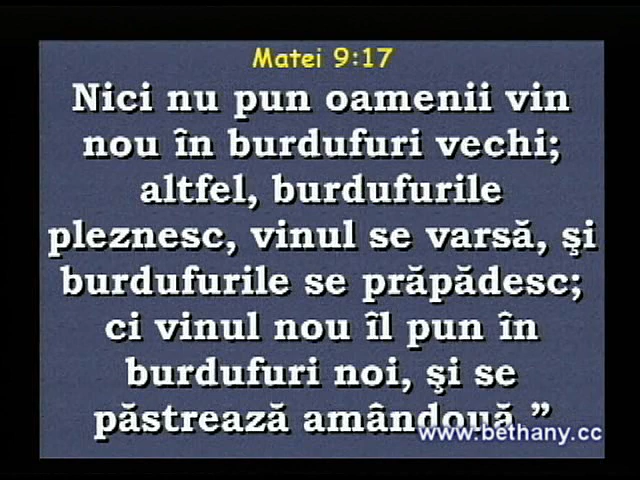 Matei 9:17
Nici nu pun oamenii vin
nou în burdufuri vechi;
altfel, burdufurile
pleznesc, vinul se varsă, şi
burdufurile se prăpădesc;
ci vinul nou îl pun în
burdufuri noi, şi se
păstrează amândouă.”
www.bethany.cc